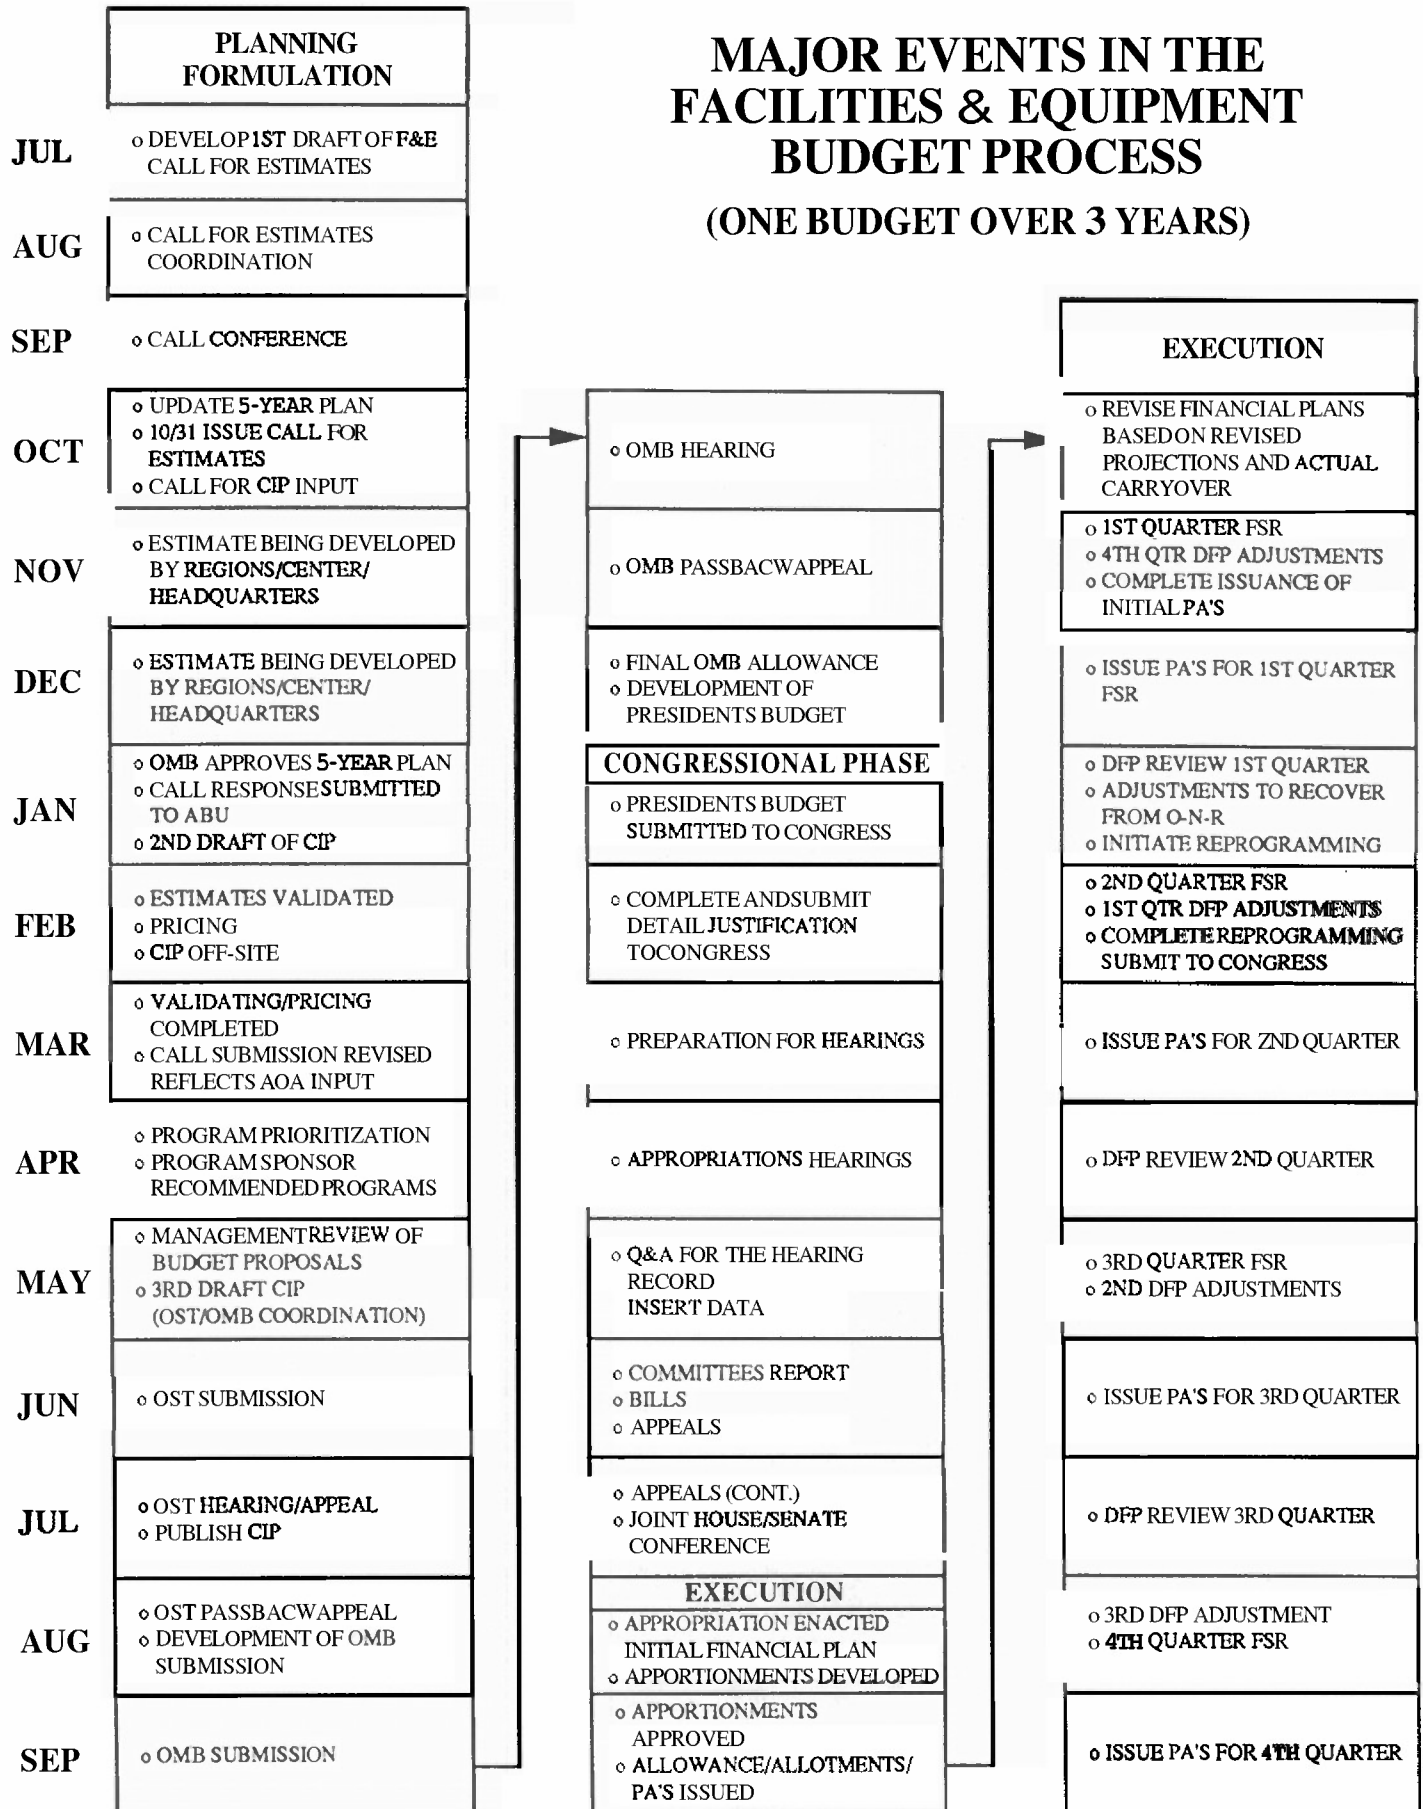 PLANNING
FORMULATION
MAJOR EVENTS IN THE
FACILITIES & EQUIPMENT
BUDGET PROCESS
(ONE BUDGET OVER 3 YEARS)
JUL
o DEVELOP 1ST DRAFT OF F&E
CALL FOR ESTIMATES
AUG
o CALL FOR ESTIMATES
COORDINATION
SEP
o CALL CONFERENCE
OCT
o UPDATE 5-YEAR PLAN
o 10/31 ISSUE CALL FOR
ESTIMATES
o CALL FOR CIP INPUT
NOV
o ESTIMATE BEING DEVELOPED
BY REGIONS/CENTER/
HEADQUARTERS
DEC
o ESTIMATE BEING DEVELOPED
BY REGIONS/CENTER/
HEADQUARTERS
JAN
o OMB APPROVES 5-YEAR PLAN
o CALL RESPONSE SUBMITTED
TO ABU
o 2ND DRAFT OF CIP
FEB
o ESTIMATES VALIDATED
o PRICING
o CIP OFF-SITE
MAR
o VALIDATING/PRICING
COMPLETED
o CALL SUBMISSION REVISED
REFLECTS AOA INPUT
APR
o PROGRAM PRIORITIZATION
o PROGRAM SPONSOR
RECOMMENDED PROGRAMS
MAY
o MANAGEMENT REVIEW OF
BUDGET PROPOSALS
o 3RD DRAFT CIP
(OST/OMB COORDINATION)
JUN
o OST SUBMISSION
JUL
o OST HEARING/APPEAL
o PUBLISH CIP
AUG
o OST PASSBACWAPPEAL
o DEVELOPMENT OF OMB
SUBMISSION
SEP
o OMB SUBMISSION
o OMB HEARING
o OMB PASSBACWAPPEAL
o FINAL OMB ALLOWANCE
o DEVELOPMENT OF
PRESIDENTS BUDGET
CONGRESSIONAL PHASE
o PRESIDENTS BUDGET
SUBMITTED TO CONGRESS
o COMPLETE ANDSUBMIT
DETAIL JUSTIFICATION
TOCONGRESS
o PREPARATION FOR HEARINGS
o APPROPRIATIONS HEARINGS
o Q&A FOR THE HEARING
RECORD
INSERT DATA
o COMMITTEES REPORT
o BILLS
o APPEALS
o APPEALS (CONT.)
o JOINT HOUSE/SENATE
CONFERENCE
EXECUTION
o APPROPRIATION ENACTED
INITIAL FINANCIAL PLAN
o APPORTIONMENTS DEVELOPED
o APPORTIONMENTS
APPROVED
o ALLOWANCE/ALLOTMENTS/
PA'S ISSUED
EXECUTION
o REVISE FINANCIAL PLANS
BASED ON REVISED
PROJECTIONS AND ACTUAL
CARRYOVER
o 1ST QUARTER FSR
o 4TH QTR DFP ADJUSTMENTS
o COMPLETE ISSUANCE OF
INITIAL PA'S
o ISSUE PA'S FOR 1ST QUARTER
FSR
o DFP REVIEW 1ST QUARTER
o ADJUSTMENTS TO RECOVER
FROM O-N-R
o INITIATE REPROGRAMMING
o 2ND QUARTER FSR
o 1ST QTR DFP ADJUSTMENTS
o COMPLETE REPROGRAMMING
SUBMIT TO CONGRESS
o ISSUE PA'S FOR ZND QUARTER
o DFP REVIEW 2ND QUARTER
o 3RD QUARTER FSR
o 2ND DFP ADJUSTMENTS
o ISSUE PA'S FOR 3RD QUARTER
o DFP REVIEW 3RD QUARTER
o 3RD DFP ADJUSTMENT
o 4TH QUARTER FSR
o ISSUE PA'S FOR 4TH QUARTER